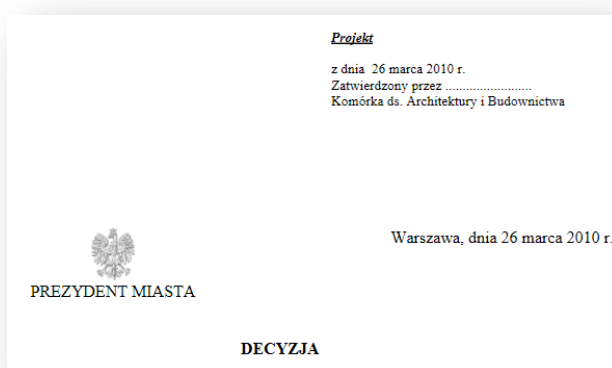 Projekt
z dnia 26 marca 2010 r.
Zatwierdzony przez .........................
Komórka ds. Architektury i Budownictwa
Warszawa, dnia 26 marca 2010 r.
PREZYDENT MIASTA
DECYZJA